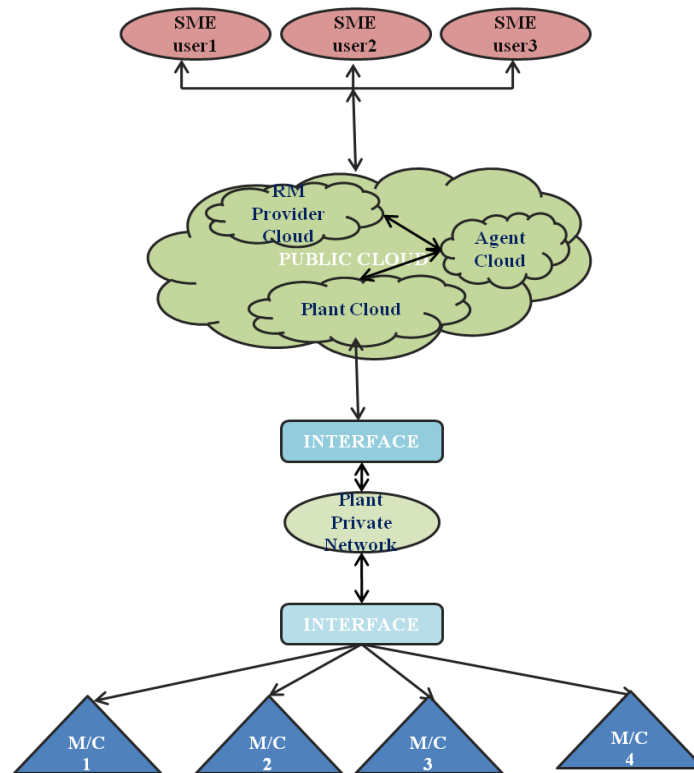 SME
user1
SME
user2
SME
user3
RM
Provider
Cloud
PUBLIC CLOUD
Agent
Cloud
Plant Cloud
INTERFACE
Plant
Private
Network
INTERFACE
M/C
1
M/C
2
M/C
3
M/C
4